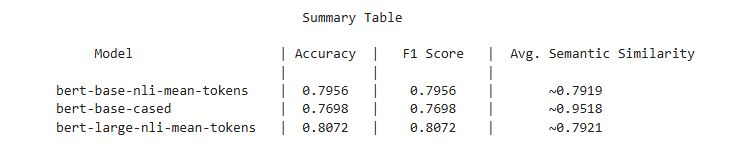 Summary Table
Model | Accuracy | F1 Score | Avg. Semantic Similarity
| | |
bert-base-nli-mean-tokens | 0.7956 | 0.7956 | ~0.7919
bert-base-cased | 0.7698 | 0.7698 | ~0.9518
bert-large-nli-mean-tokens | 0.8072 | 0.8072 | ~0.7921